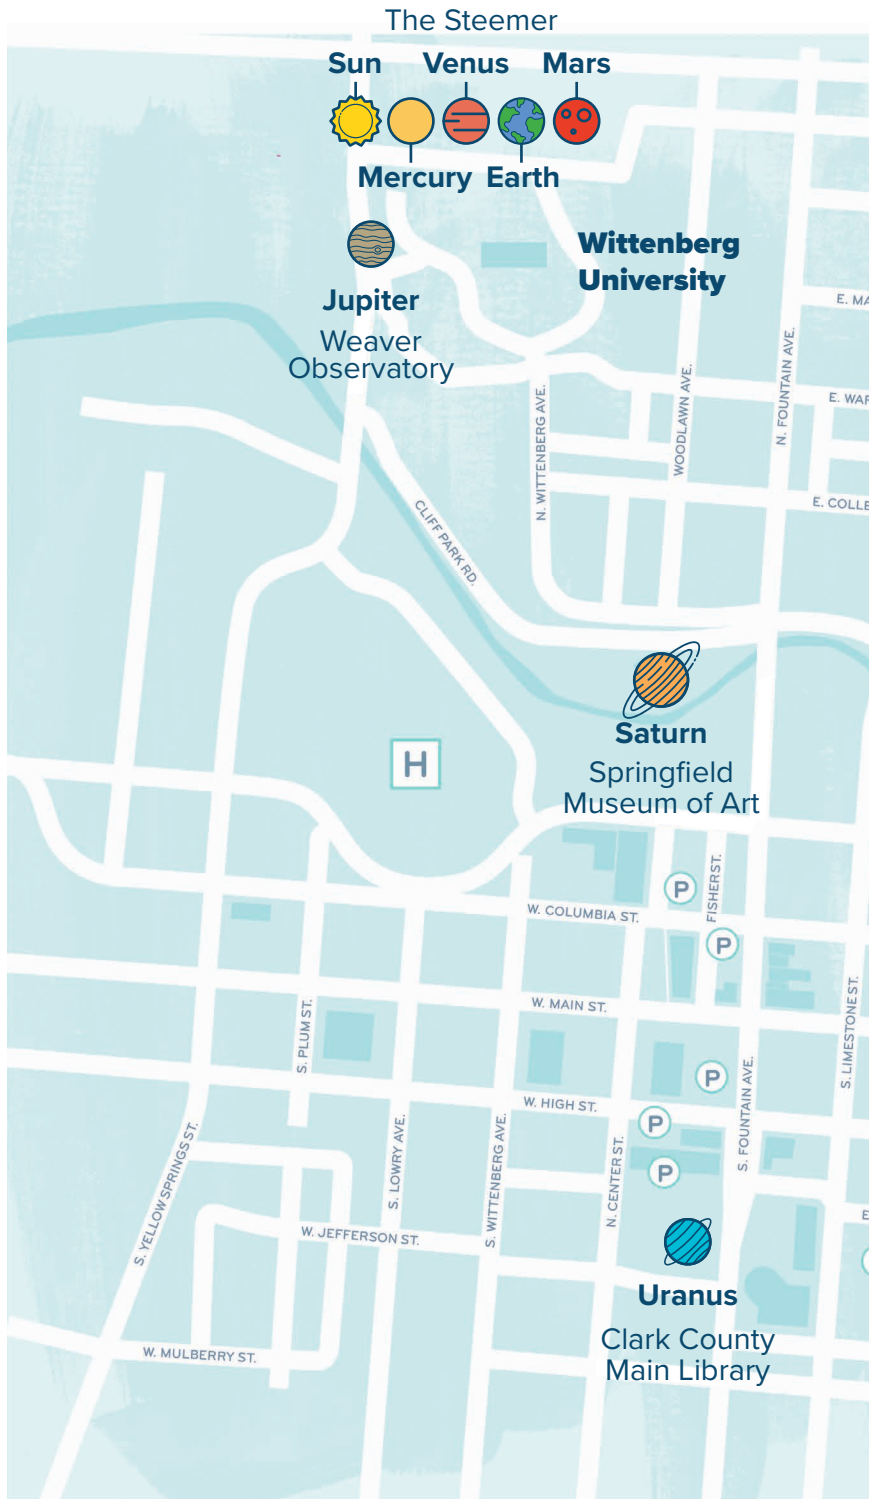 The Steemer
Sun
Venus
Mars
Mercury
Earth
Wittenberg
University
Jupiter
Weaver
Observatory
E. MA
N. FOUNTAIN AVE.
WOODLAWN AVE.
N. WITTENBERG AVE.
E. WAR
E. COLLE
CLIFF PARK RD.
Saturn
Springfield
Museum of Art
H
P
FISHER ST.
W. COLUMBIA ST.
P
W. MAIN ST.
S. LIMESTONE ST.
S. PLUM ST.
P
W. HIGH ST.
S. FOUNTAIN AVE.
P
P
S. YELLOW SPRINGS ST.
S. LOWRY AVE.
S. WITTENBERG AVE.
N. CENTER ST.
E
W. JEFFERSON ST.
Uranus
Clark County
Main Library
W. MULBERRY ST.